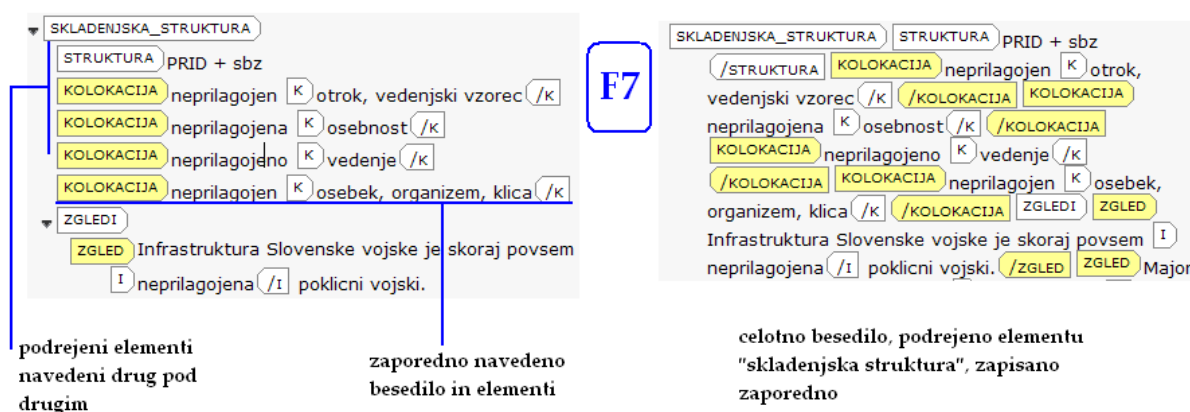 SKLADENJSKA_STRUKTURA
STRUKTURA PRID + sbz
KOLOKACIJA neprilagojen K otrok, vedenjski vzorec /K
KOLOKACIJA neprilagojena K osebnost /K
KOLOKACIJA neprilagojeno K vedenje /K
KOLOKACIJA neprilagojen K osebek, organizem, klica /K
ZGLEDI
ZGLED Infrastruktura Slovenske vojske je skoraj povsem
I neprilagojena /I poklicni vojski.
podrejeni elementi
navedeni drug pod
drugim
zaporedno navedeno
besedilo in elementi
F7
SKLADENJSKA_STRUKTURA STRUKTURA PRID + sbz
/STRUKTURA KOLOKACIJA neprilagojen K otrok,
vedenjski vzorec /K /KOLOKACIJA KOLOKACIJA
neprilagojena K osebnost /K /KOLOKACIJA
KOLOKACIJA neprilagojeno K vedenje /K
/KOLOKACIJA KOLOKACIJA neprilagojen K osebek,
organizem, klica /K /KOLOKACIJA ZGLEDI ZGLED
Infrastruktura Slovenske vojske je skoraj povsem I
neprilagojena /I poklicni vojski. /ZGLED ZGLED Major
celotno besedilo, podrejeno elementu
"skladenjska struktura", zapisano
zaporedno